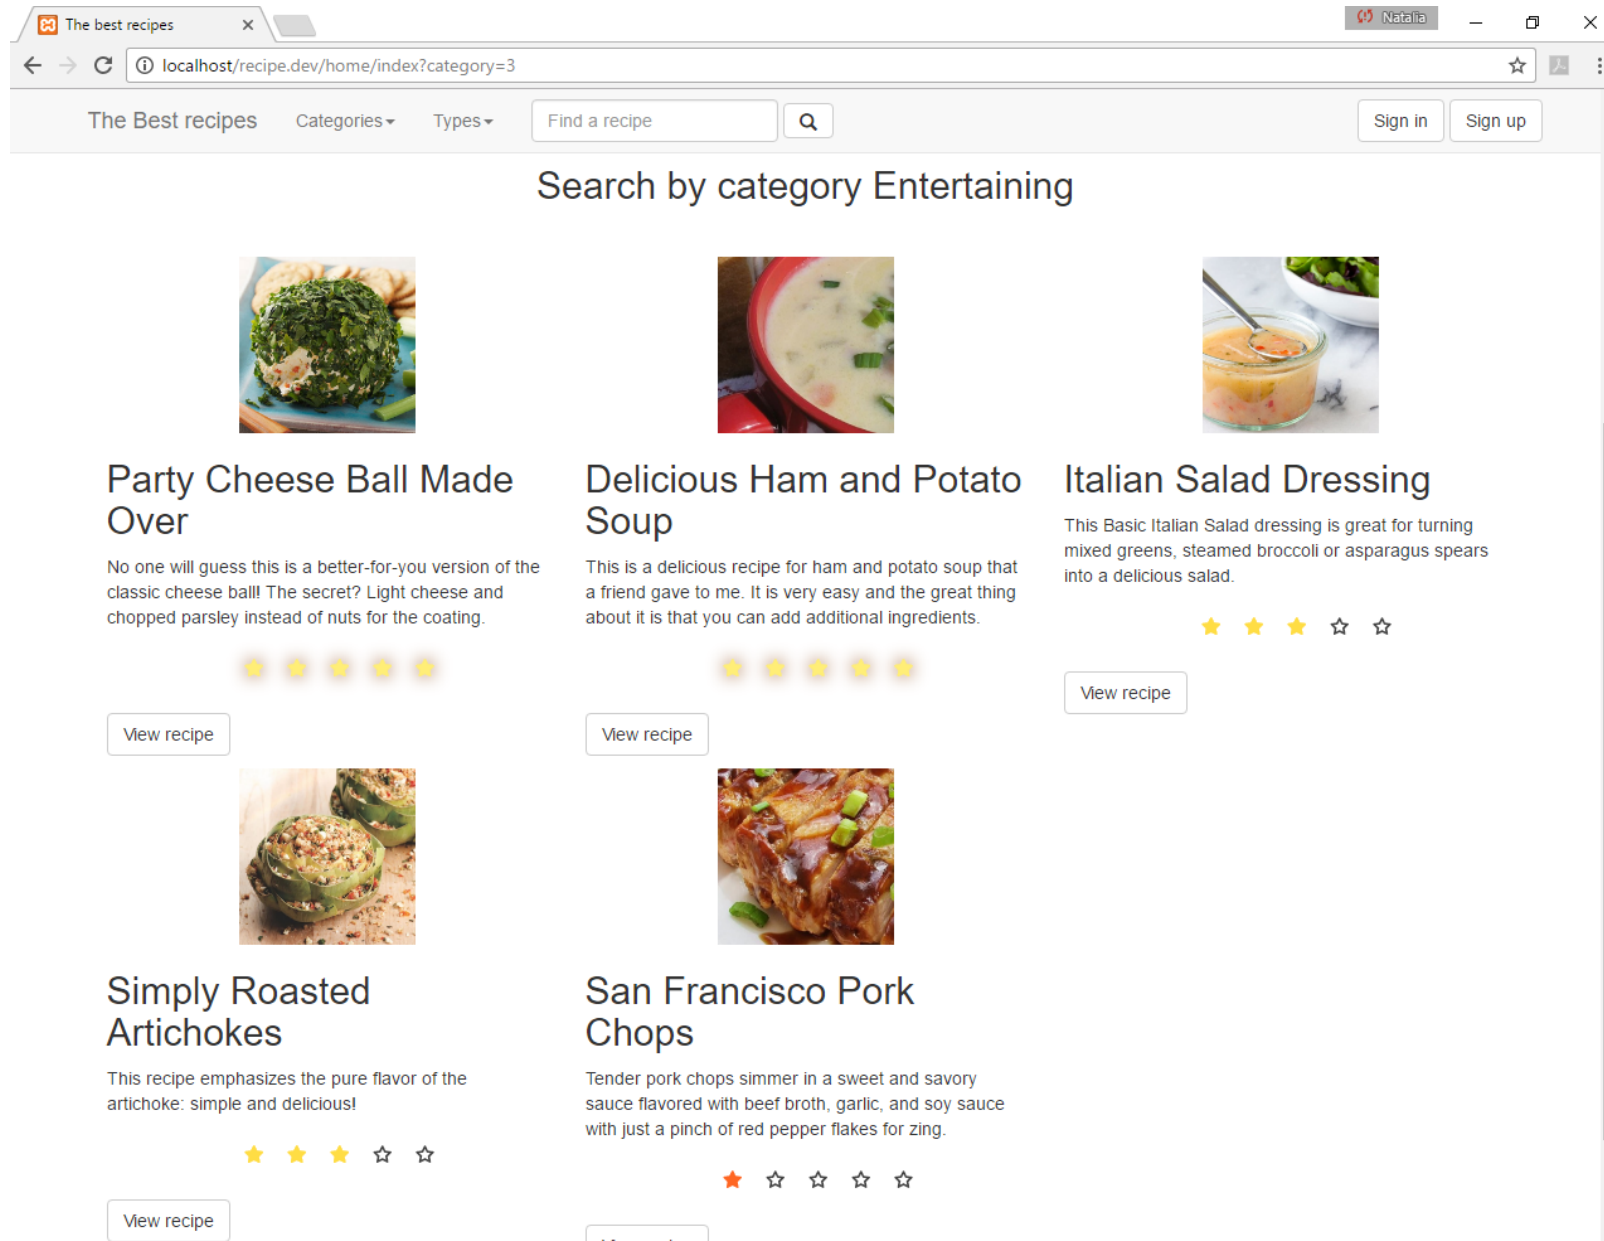 The best recipes
Natalia
localhost/recipe.dev/home/index?category=3
The Best recipes
Categories
Types
Find a recipe
Sign in
Sign up
Search by category Entertaining
Party Cheese Ball Made
Over
No one will guess this is a better-for-you version of the
classic cheese ball! The secret? Light cheese and
chopped parsley instead of nuts for the coating.
View recipe
Delicious Ham and Potato
Soup
This is a delicious recipe for ham and potato soup that
a friend gave to me. It is very easy and the great thing
about it is that you can add additional ingredients.
View recipe
Italian Salad Dressing
This Basic Italian Salad dressing is great for turning
mixed greens, steamed broccoli or asparagus spears
into a delicious salad.
View recipe
Simply Roasted
Artichokes
This recipe emphasizes the pure flavor of the
artichoke: simple and delicious!
View recipe
San Francisco Pork
Chops
Tender pork chops simmer in a sweet and savory
sauce flavored with beef broth, garlic, and soy sauce
with just a pinch of red pepper flakes for zing.